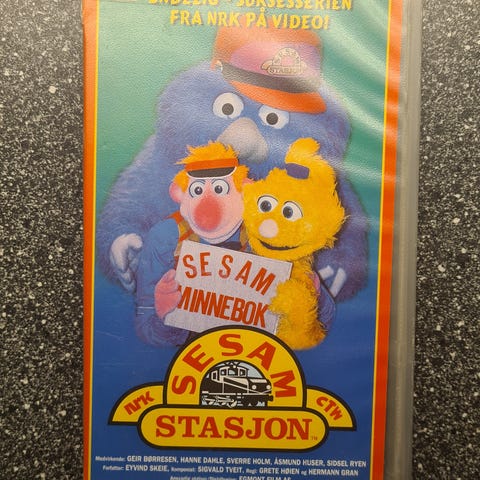 ENDELIG - SUKSESSERIEN
FRA NRK PÅ VIDEO!
STASJON
SESAM
MINNEBOK
SESAM
NRK
CTW
STASJON TM
Medvirkende: GEIR BØRRESEN, HANNE DAHLE, SVERRE HOLM, ÅSMUND HUSER, SIDSEL RYEN
Forfatter: EYVIND SKEIE, Komponist: SIGVALD TVEIT, Regi: GRETE HØIEN og HERMANN GRAN
EGMONT FILM AS